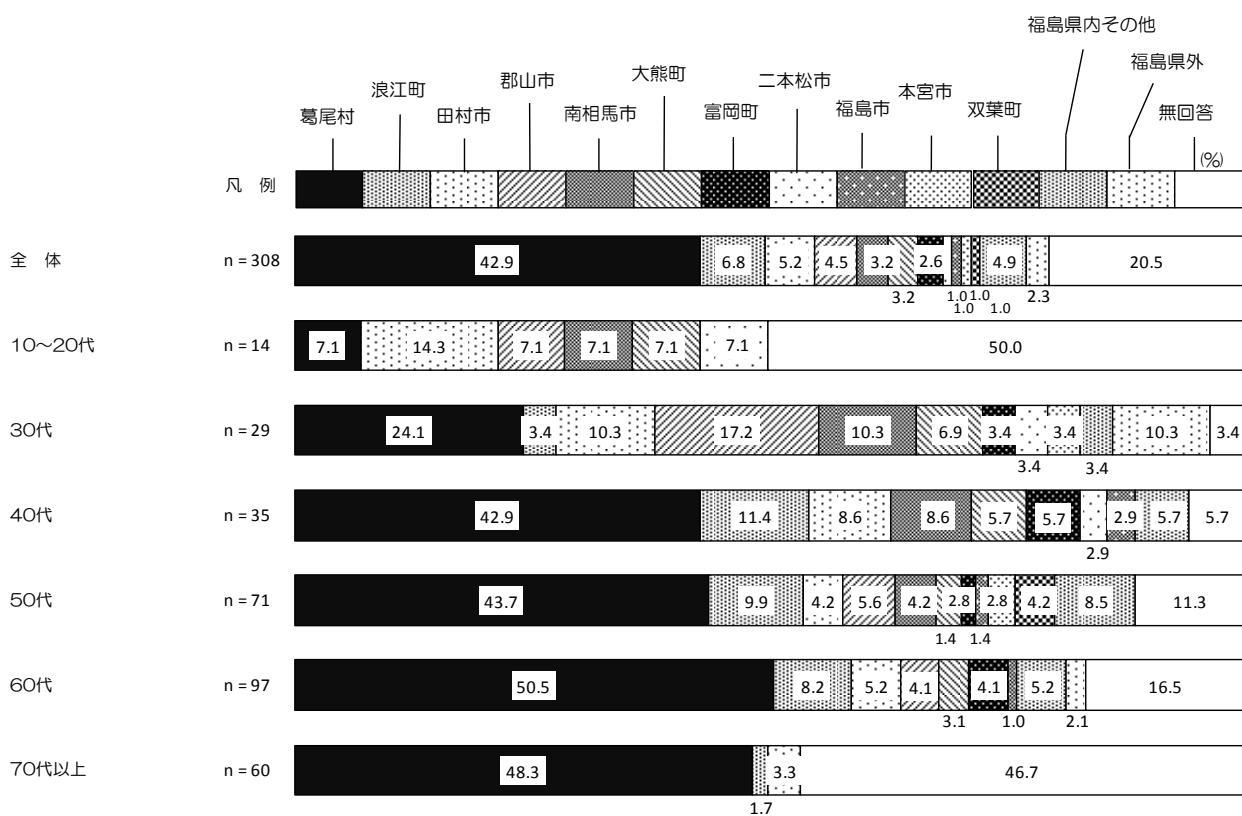 福島県内その他
福島県外
大熊町
二本松市
郡山市
本宮市
浪江町
葛尾村
田村市
南相馬市
富岡町
福島市
双葉町
無回答
(%)
凡 例
全 体
n = 308
42.9
6.8
5.2
4.5
3.2
2.6
4.9
20.5
3.2
1.0
1.0
1.0
1.0
2.3
10～20代
n = 14
7.1
14.3
7.1
7.1
7.1
7.1
50.0
30代
n = 29
24.1
3.4
10.3
17.2
10.3
6.9
3.4
3.4
10.3
3.4
3.4
3.4
40代
n = 35
42.9
11.4
8.6
8.6
5.7
5.7
2.9
5.7
5.7
2.9
50代
n = 71
43.7
9.9
4.2
5.6
4.2
2.8
2.8
4.2
8.5
11.3
1.4
1.4
60代
n = 97
50.5
8.2
5.2
4.1
4.1
5.2
16.5
3.1
1.0
2.1
70代以上
n = 60
48.3
3.3
46.7
1.7